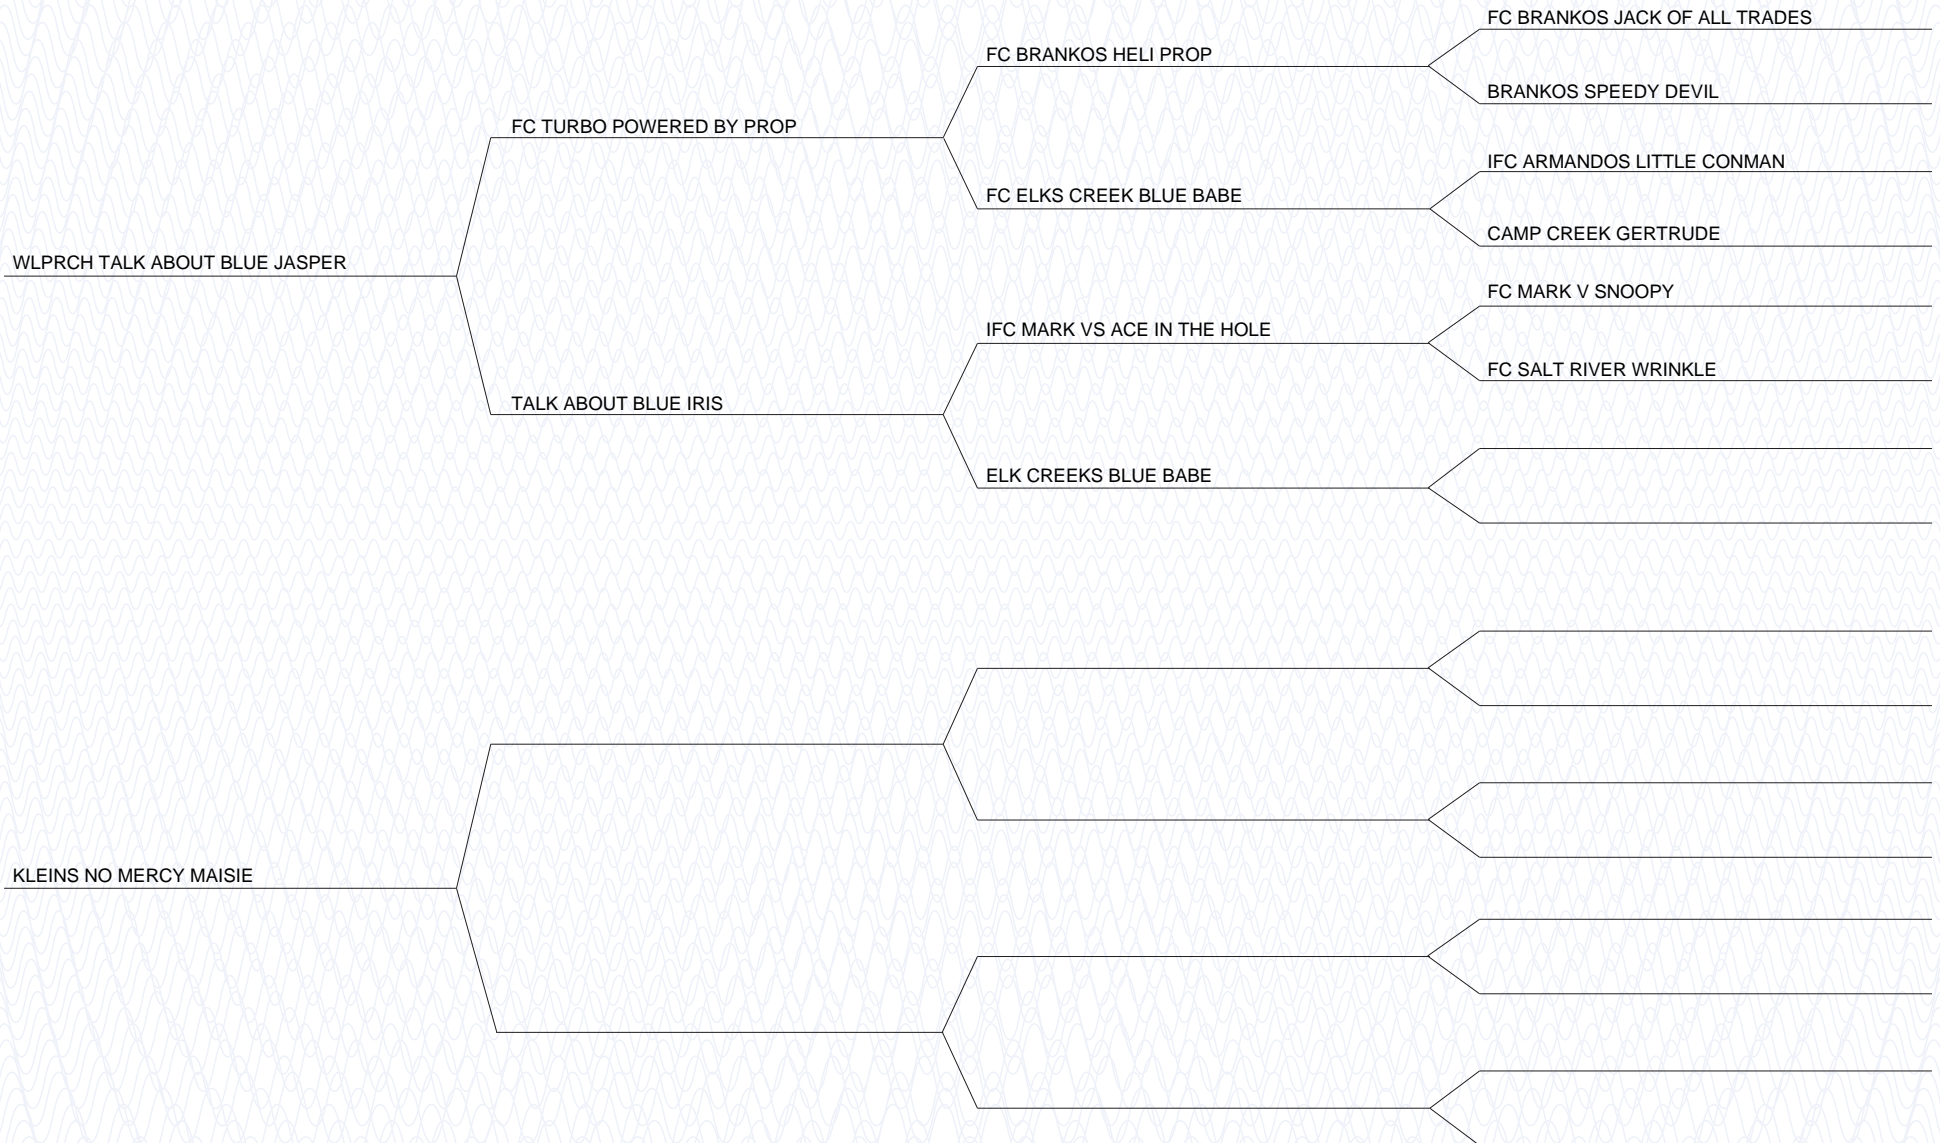 FC BRANKOS JACK OF ALL TRADES
FC BRANKOS HELI PROP
BRANKOS SPEEDY DEVIL
FC TURBO POWERED BY PROP
IFC ARMANDOS LITTLE CONMAN
FC ELKS CREEK BLUE BABE
CAMP CREEK GERTRUDE
WLPRCH TALK ABOUT BLUE JASPER
FC MARK V SNOOPY
IFC MARK VS ACE IN THE HOLE
FC SALT RIVER WRINKLE
TALK ABOUT BLUE IRIS
ELK CREEKS BLUE BABE
KLEINS NO MERCY MAISIE